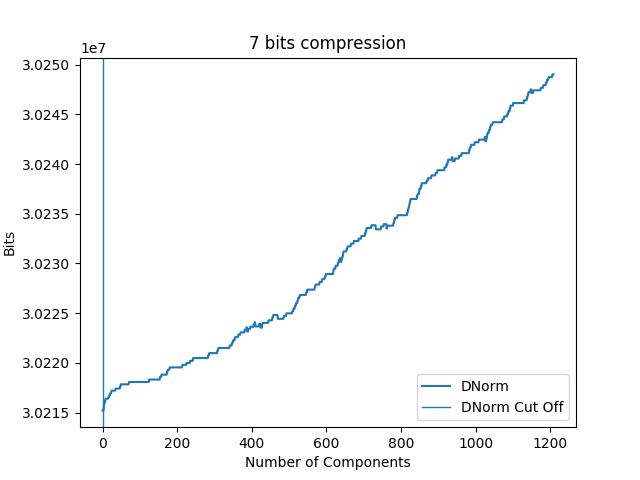 7 bits compression
1e7
3.0250
3.0245
3.0240
3.0235
3.0230
3.0225
3.0220
3.0215
Bits
0 200 400 600 800 1000 1200
Number of Components
DNorm
DNorm Cut Off